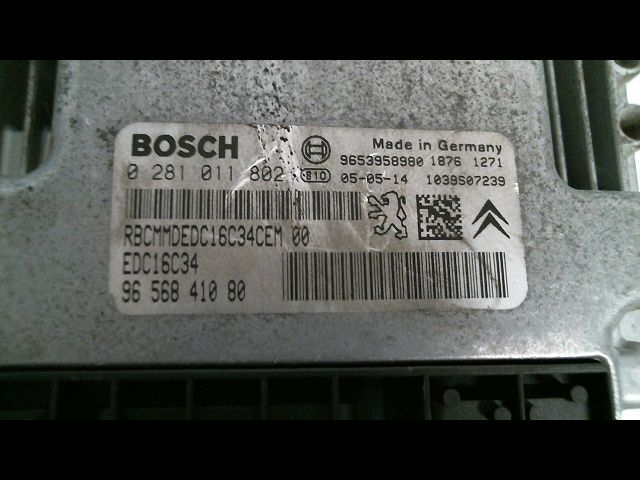 BOSCH
Made in Germany
9653958980 1876 1271
0 281 011 802
B10 05-05-14 1039S07239
RBCMMDEDC16C34CEM 00
EDC16C34
96 568 410 80